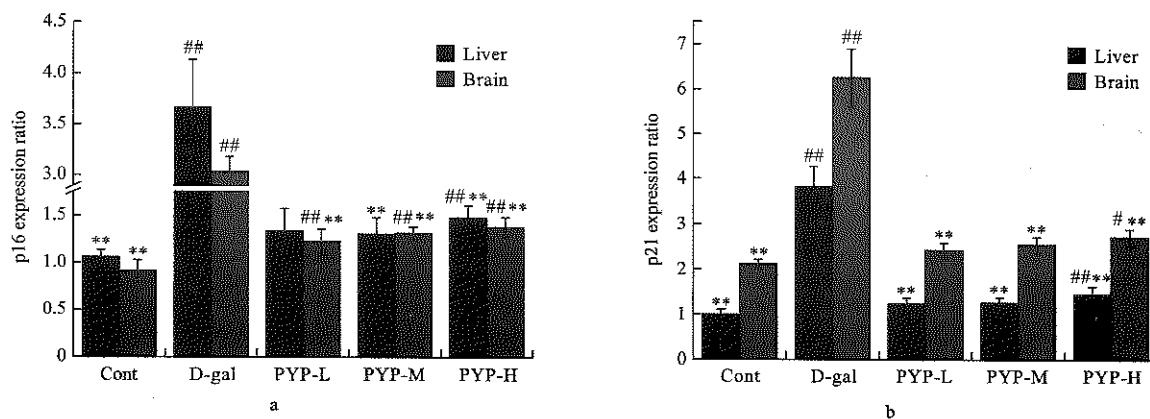 4.5
4.0
3.5
3.0
1.5
1.0
0.5
0
p16 expression ratio
Liver
Brain
** **
## ##
## **
** ## **
## ** ## **
Cont D-gal PYP-L PYP-M PYP-H
a
7
6
5
4
3
2
1
0
p21 expression ratio
Liver
Brain
** **
## ##
** **
** **
## ** # **
Cont D-gal PYP-L PYP-M PYP-H
b